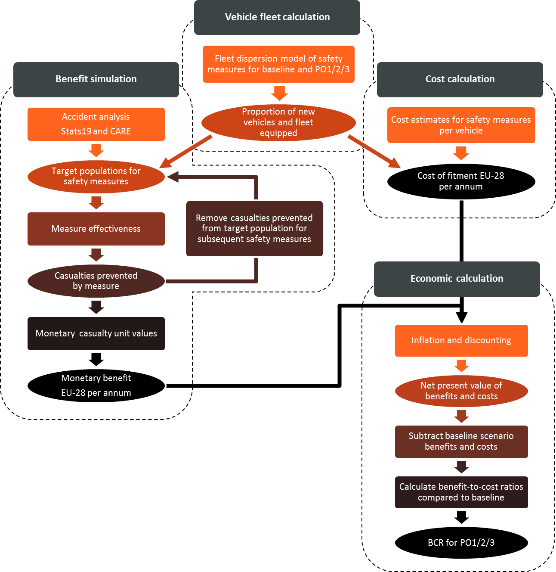 Vehicle fleet calculation
Fleet dispersion model of safety
measures for baseline and PO1/2/3
Proportion of new
vehicles and fleet
equipped
Benefit simulation
Accident analysis
Stats19 and CARE
Target populations for
safety measures
Measure effectiveness
Casualties prevented
by measure
Monetary casualty unit values
Monetary benefit
EU-28 per annum
Remove casualties prevented
from target population for
subsequent safety measures
Cost calculation
Cost estimates for safety measures
per vehicle
Cost of fitment EU-28
per annum
Economic calculation
Inflation and discounting
Net present value of
benefits and costs
Subtract baseline scenario
benefits and costs
Calculate benefit-to-cost ratios
compared to baseline
BCR for PO1/2/3